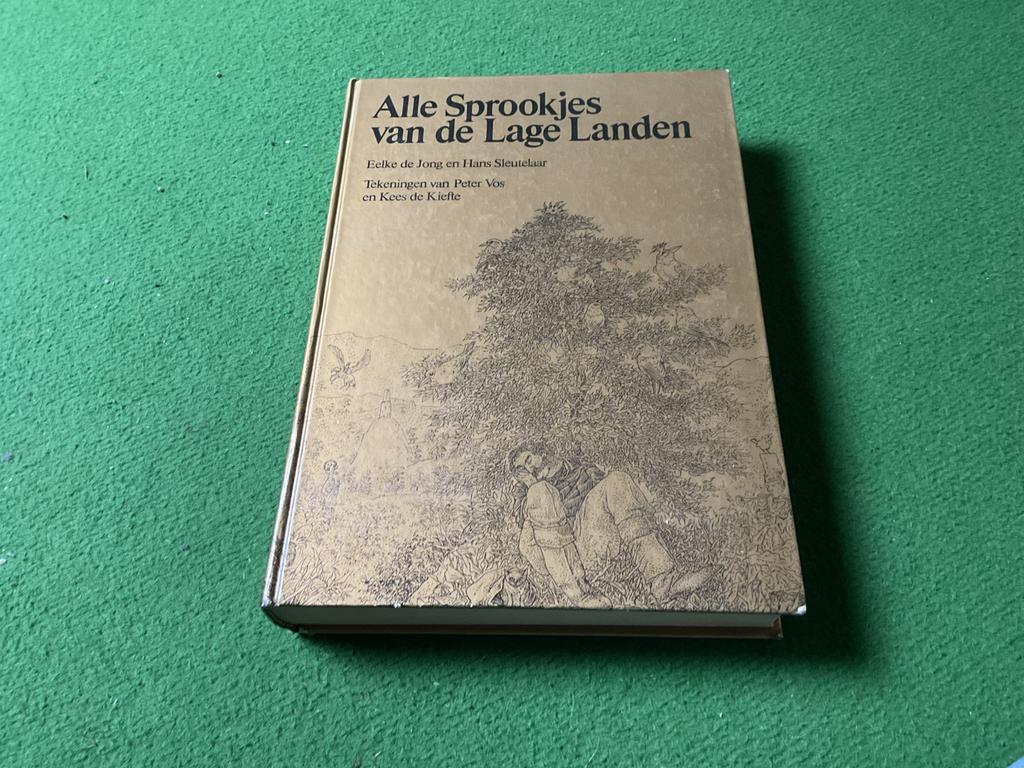 Alle Sprookjes
van de Lage Landen
Eelke de Jong en Hans Sleutelaar
Tekeningen van Peter Vos
en Kees de Kiefte